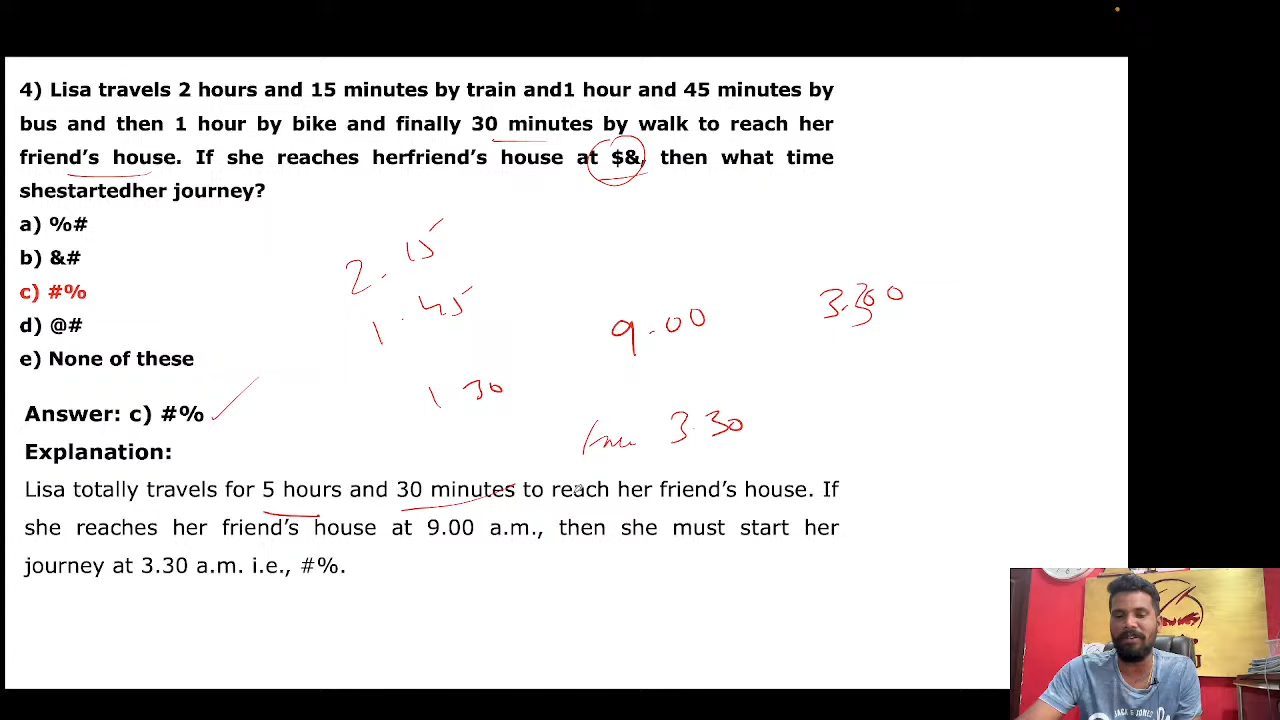 4) Lisa travels 2 hours and 15 minutes by train and1 hour and 45 minutes by
bus and then 1 hour by bike and finally 30 minutes by walk to reach her
friend's house. If she reaches herfriend's house at $&, then what time
shestartedher journey?
a) %#
b) &#
c) #%
d) @#
e) None of these
2. 15
1. 45
1 30
9.00
3.30
Answer: c) #%
Explanation:
Lisa totally travels for 5 hours and 30 minutes to reach her friend's house. If
she reaches her friend's house at 9.00 a.m., then she must start her
journey at 3.30 a.m. i.e., #%.